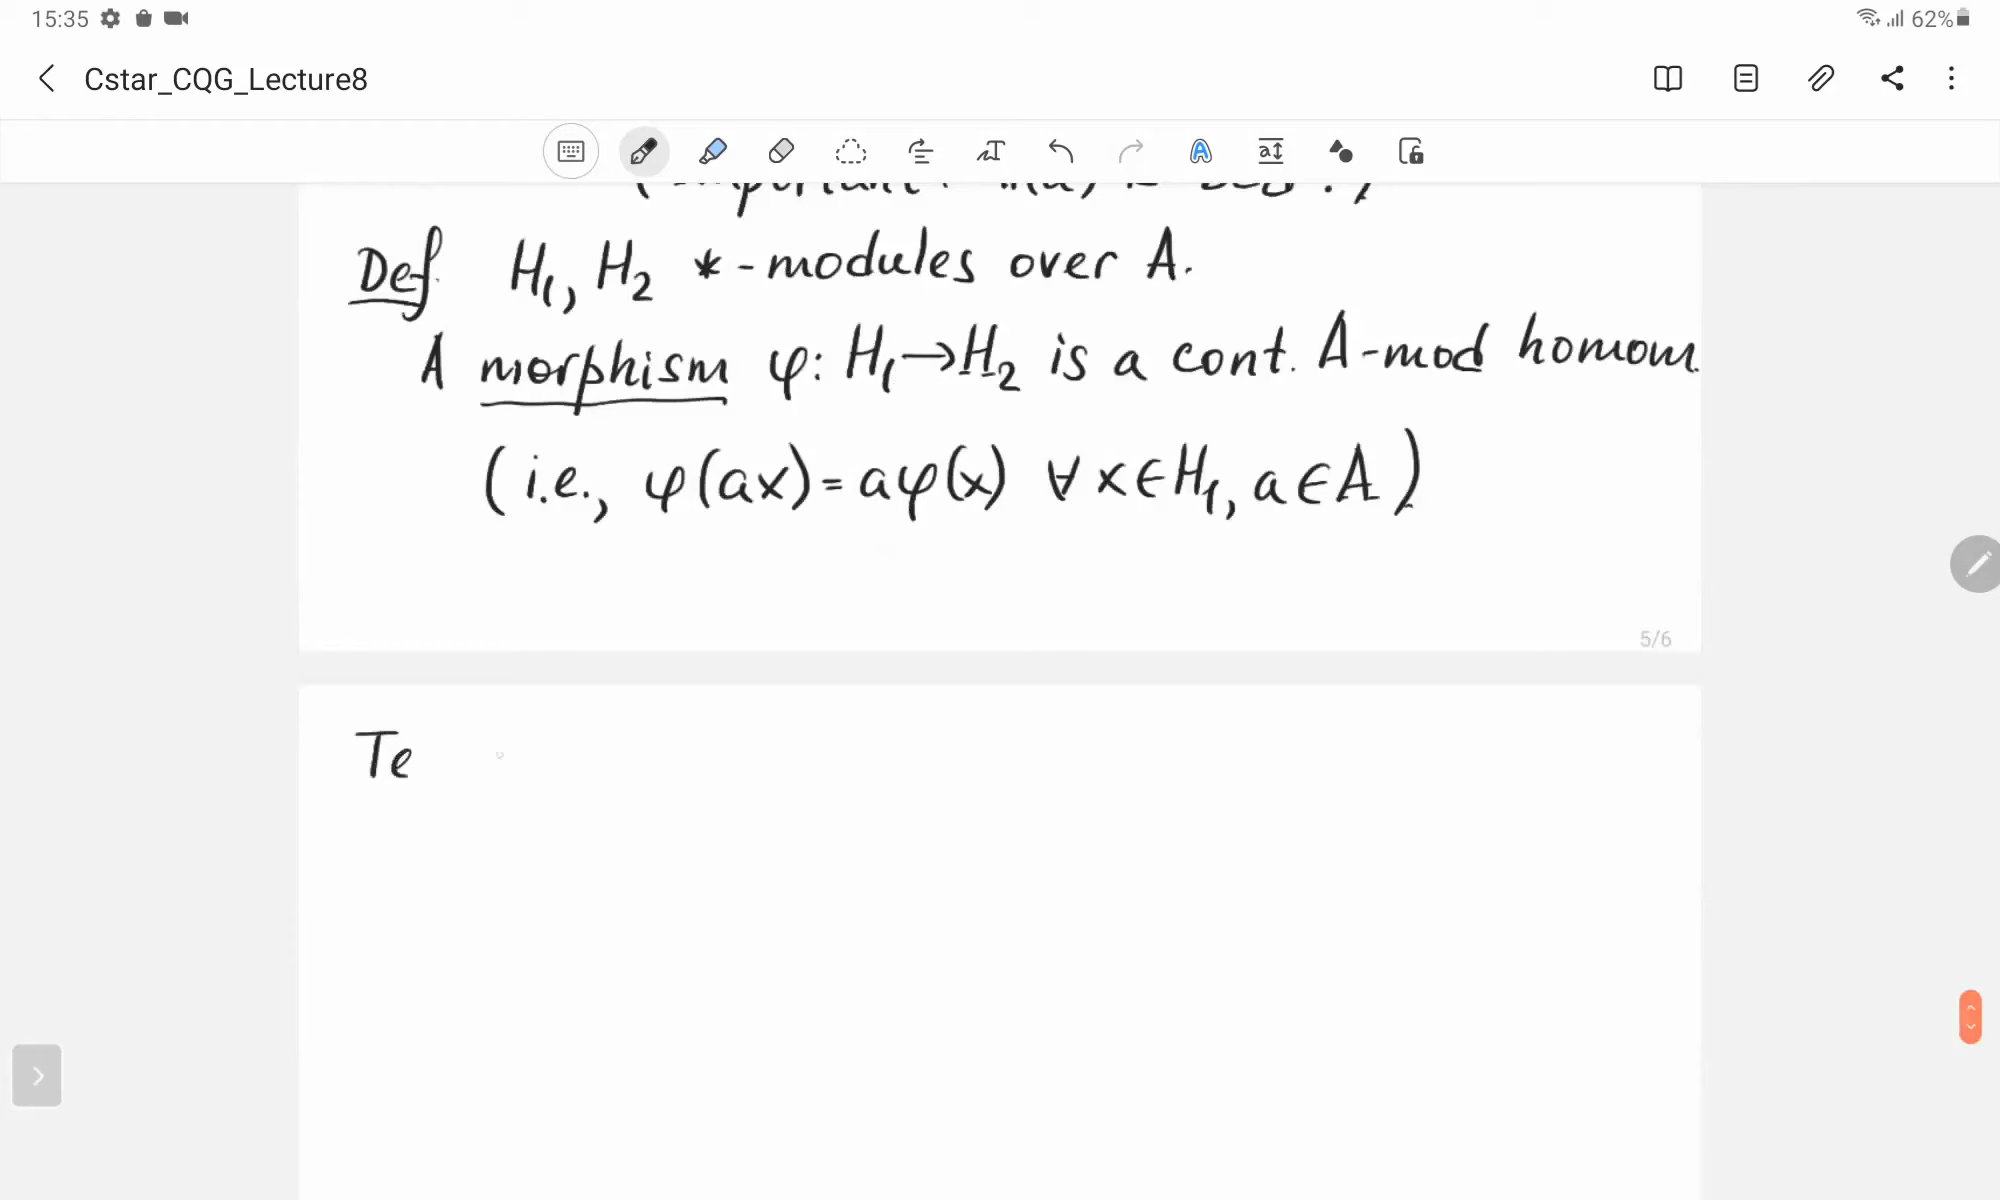 15:35 62%
Cstar_CQG_Lecture8
Def. H₁, H₂ *-modules over A.
A morphism φ: H₁→H₂ is a cont. A-mod homom.
(i.e., φ(ax)=aφ(x) ∀x∈H₁, a∈A)
5/6
Te